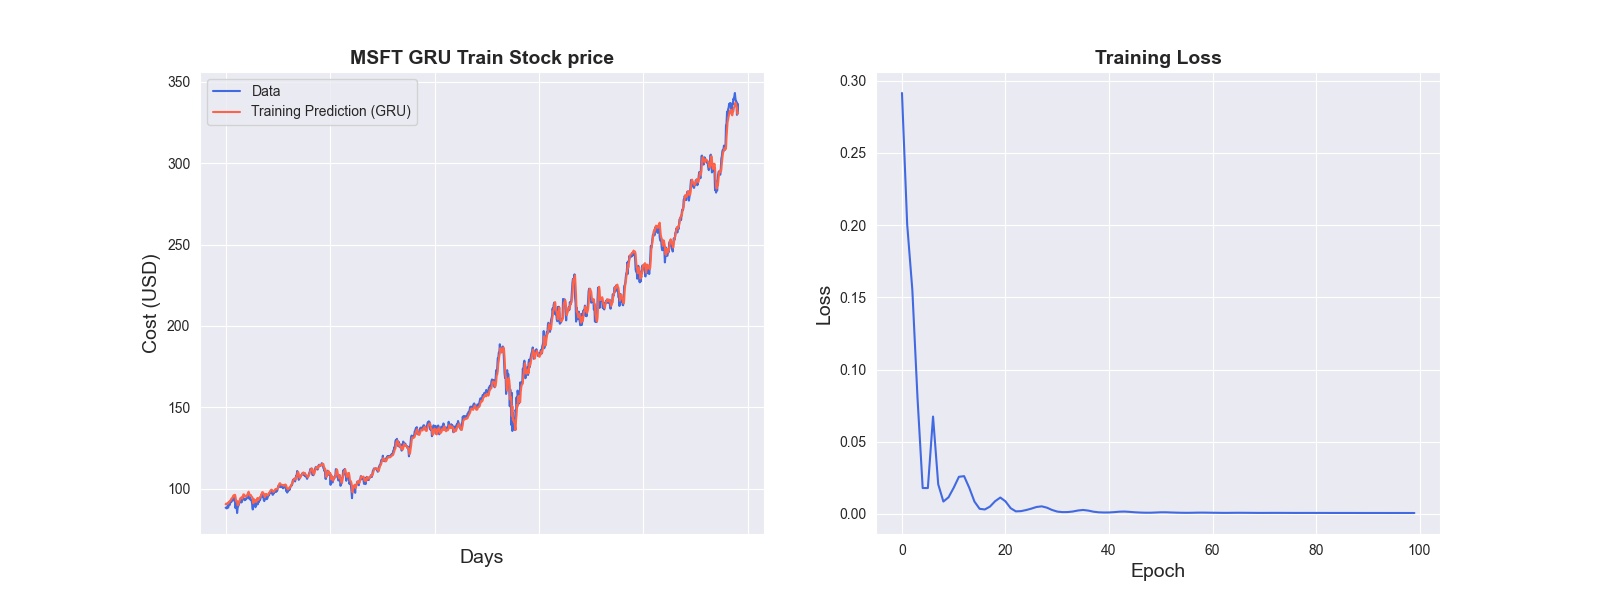 MSFT GRU Train Stock price
Data
Training Prediction (GRU)
350
300
250
200
150
100
Cost (USD)
Days
Training Loss
0.30
0.25
0.20
0.15
0.10
0.05
0.00
Loss
0 20 40 60 80 100
Epoch